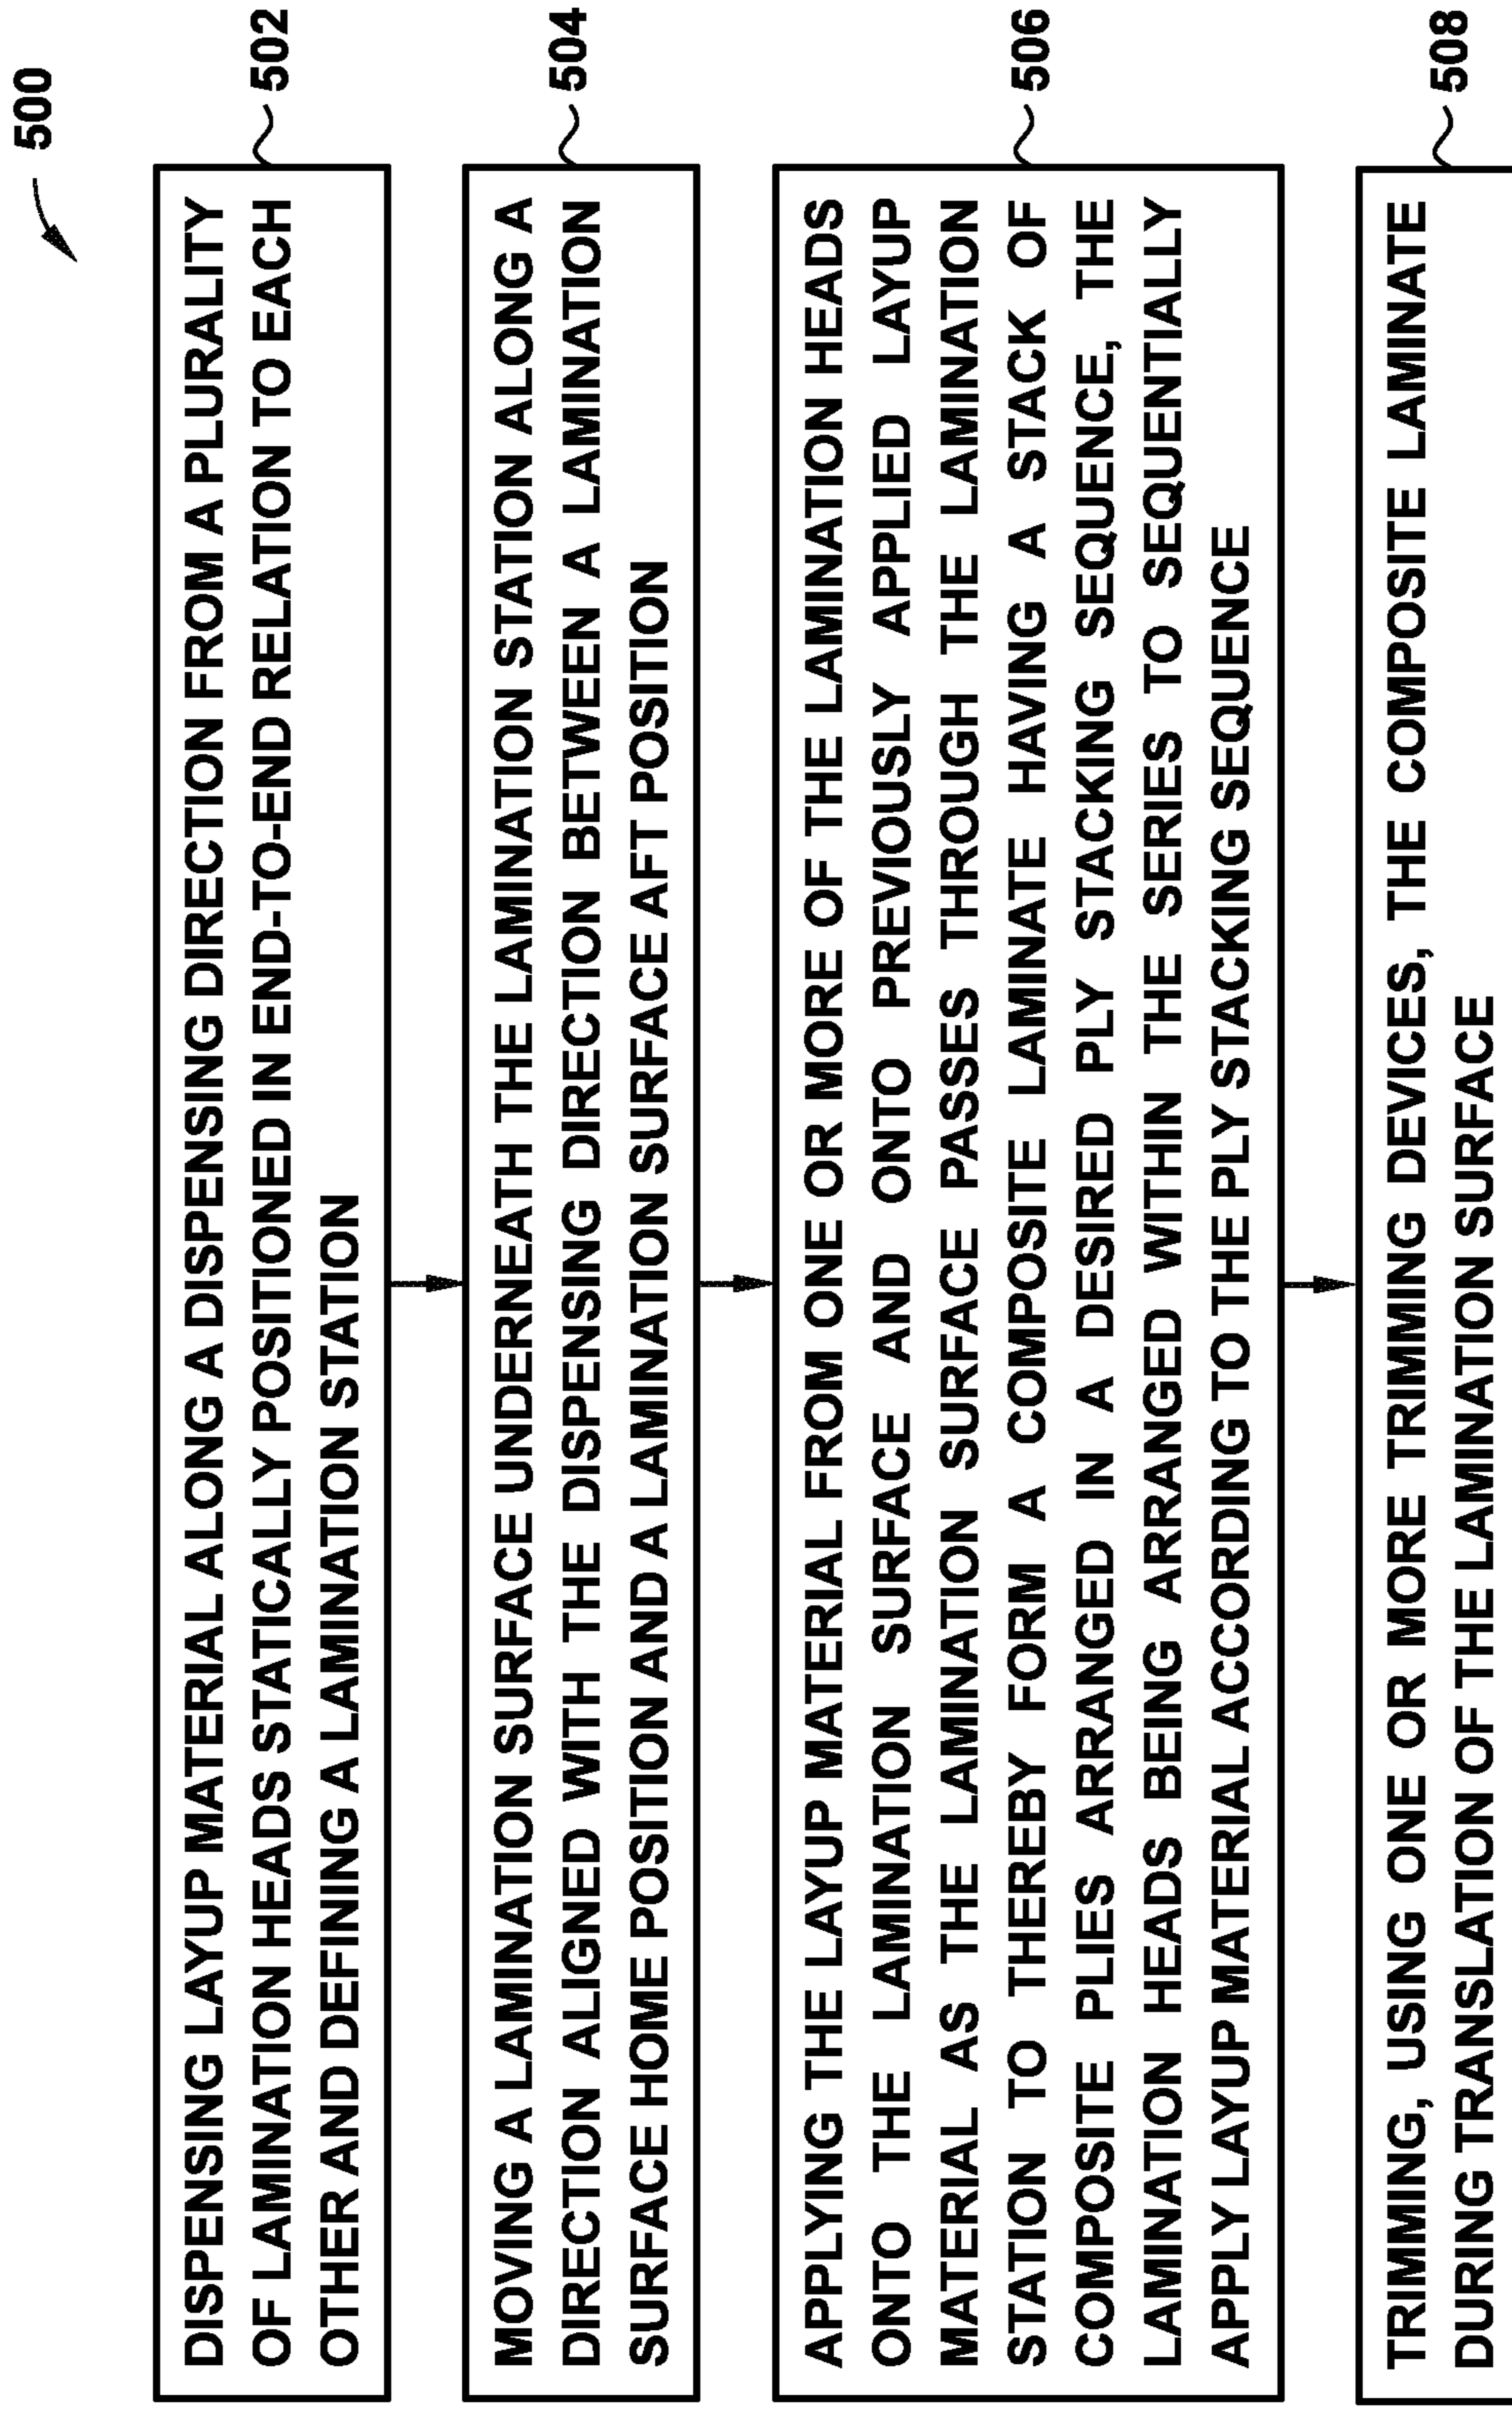 500
DISPENSING LAYUP MATERIAL ALONG A DISPENSING DIRECTION FROM A PLURALITY
OF LAMINATION HEADS STATICALLY POSITIONED IN END-TO-END RELATION TO EACH
OTHER AND DEFINING A LAMINATION STATION
502
MOVING A LAMINATION SURFACE UNDERNEATH THE LAMINATION STATION ALONG A
DIRECTION ALIGNED WITH THE DISPENSING DIRECTION BETWEEN A LAMINATION
SURFACE HOME POSITION AND A LAMINATION SURFACE AFT POSITION
504
APPLYING THE LAYUP MATERIAL FROM ONE OR MORE OF THE LAMINATION HEADS
ONTO THE LAMINATION SURFACE AND ONTO PREVIOUSLY APPLIED LAYUP
MATERIAL AS THE LAMINATION SURFACE PASSES THROUGH THE LAMINATION
STATION TO THEREBY FORM A COMPOSITE LAMINATE HAVING A STACK OF
COMPOSITE PLIES ARRANGED IN A DESIRED PLY STACKING SEQUENCE, THE
LAMINATION HEADS BEING ARRANGED WITHIN THE SERIES TO SEQUENTIALLY
APPLY LAYUP MATERIAL ACCORDING TO THE PLY STACKING SEQUENCE
506
TRIMMING, USING ONE OR MORE TRIMMING DEVICES, THE COMPOSITE LAMINATE
DURING TRANSLATION OF THE LAMINATION SURFACE
508